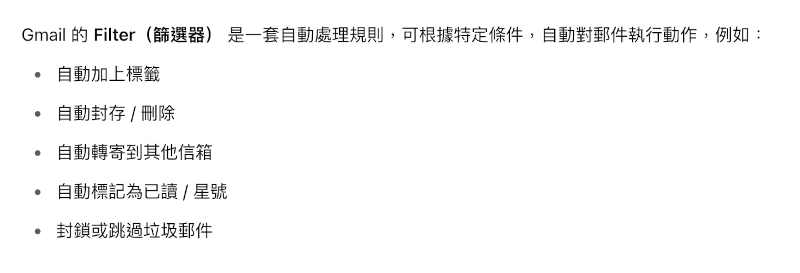 Gmail 的 Filter（篩選器） 是一套自動處理規則，可根據特定條件，自動對郵件執行動作，例如：
• 自動加上標籤
• 自動封存 / 刪除
• 自動轉寄到其他信箱
• 自動標記為已讀 / 星號
• 封鎖或跳過垃圾郵件